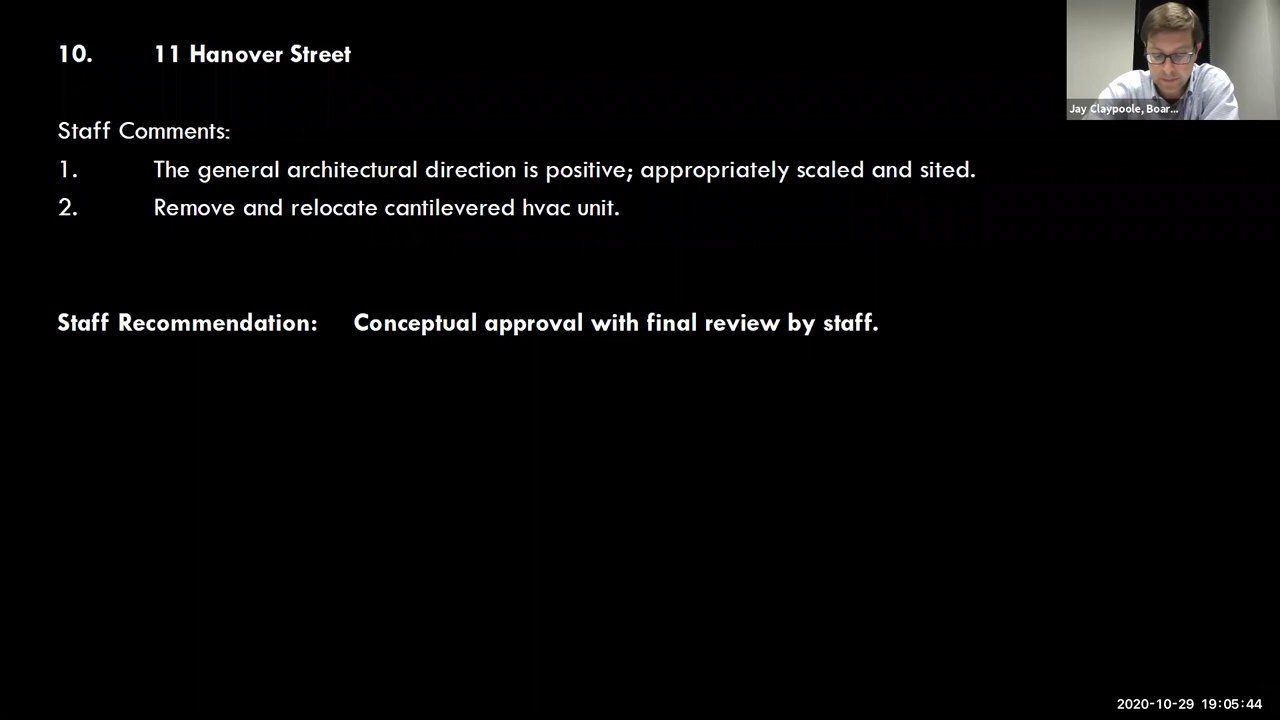 10. 11 Hanover Street
Jay Claypoole, Boar...
Staff Comments:
1. The general architectural direction is positive; appropriately scaled and sited.
2. Remove and relocate cantilevered hvac unit.
Staff Recommendation: Conceptual approval with final review by staff.
2020-10-29 19:05:44